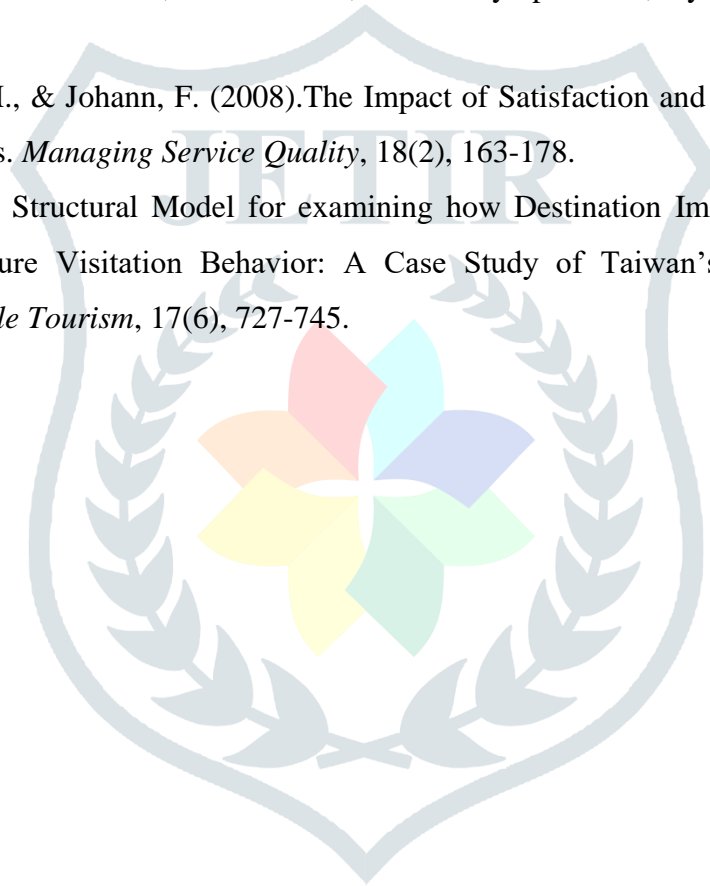 I., & Johann, F. (2008).The Impact of Satisfaction and
s. Managing Service Quality, 18(2), 163-178.
Structural Model for examining how Destination Im
ure Visitation Behavior: A Case Study of Taiwan’s
le Tourism, 17(6), 727-745.
JETIR